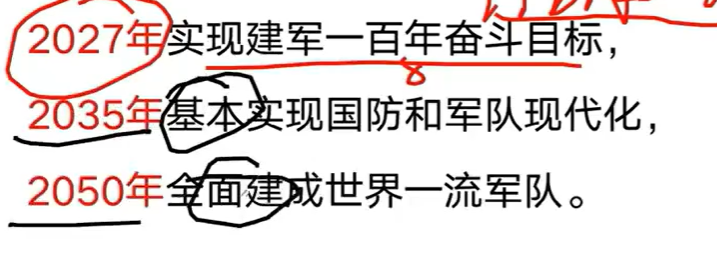 2027年实现建军一百年奋斗目标，
8
2035年基本实现国防和军队现代化，
2050年全面建成世界一流军队。